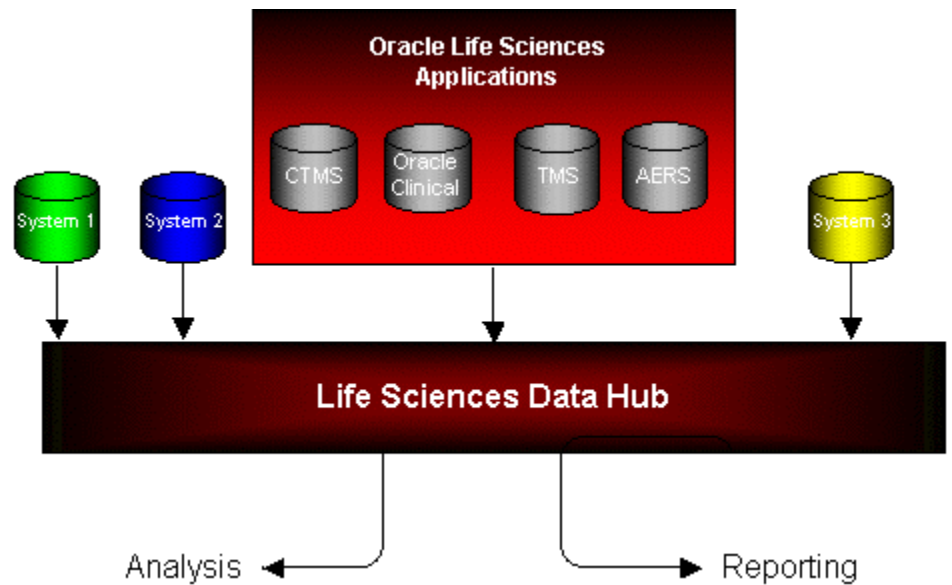 Oracle Life Sciences
Applications
CTMS
Oracle
Clinical
TMS
AERS
System 1
System 2
System 3
Life Sciences Data Hub
Analysis
Reporting